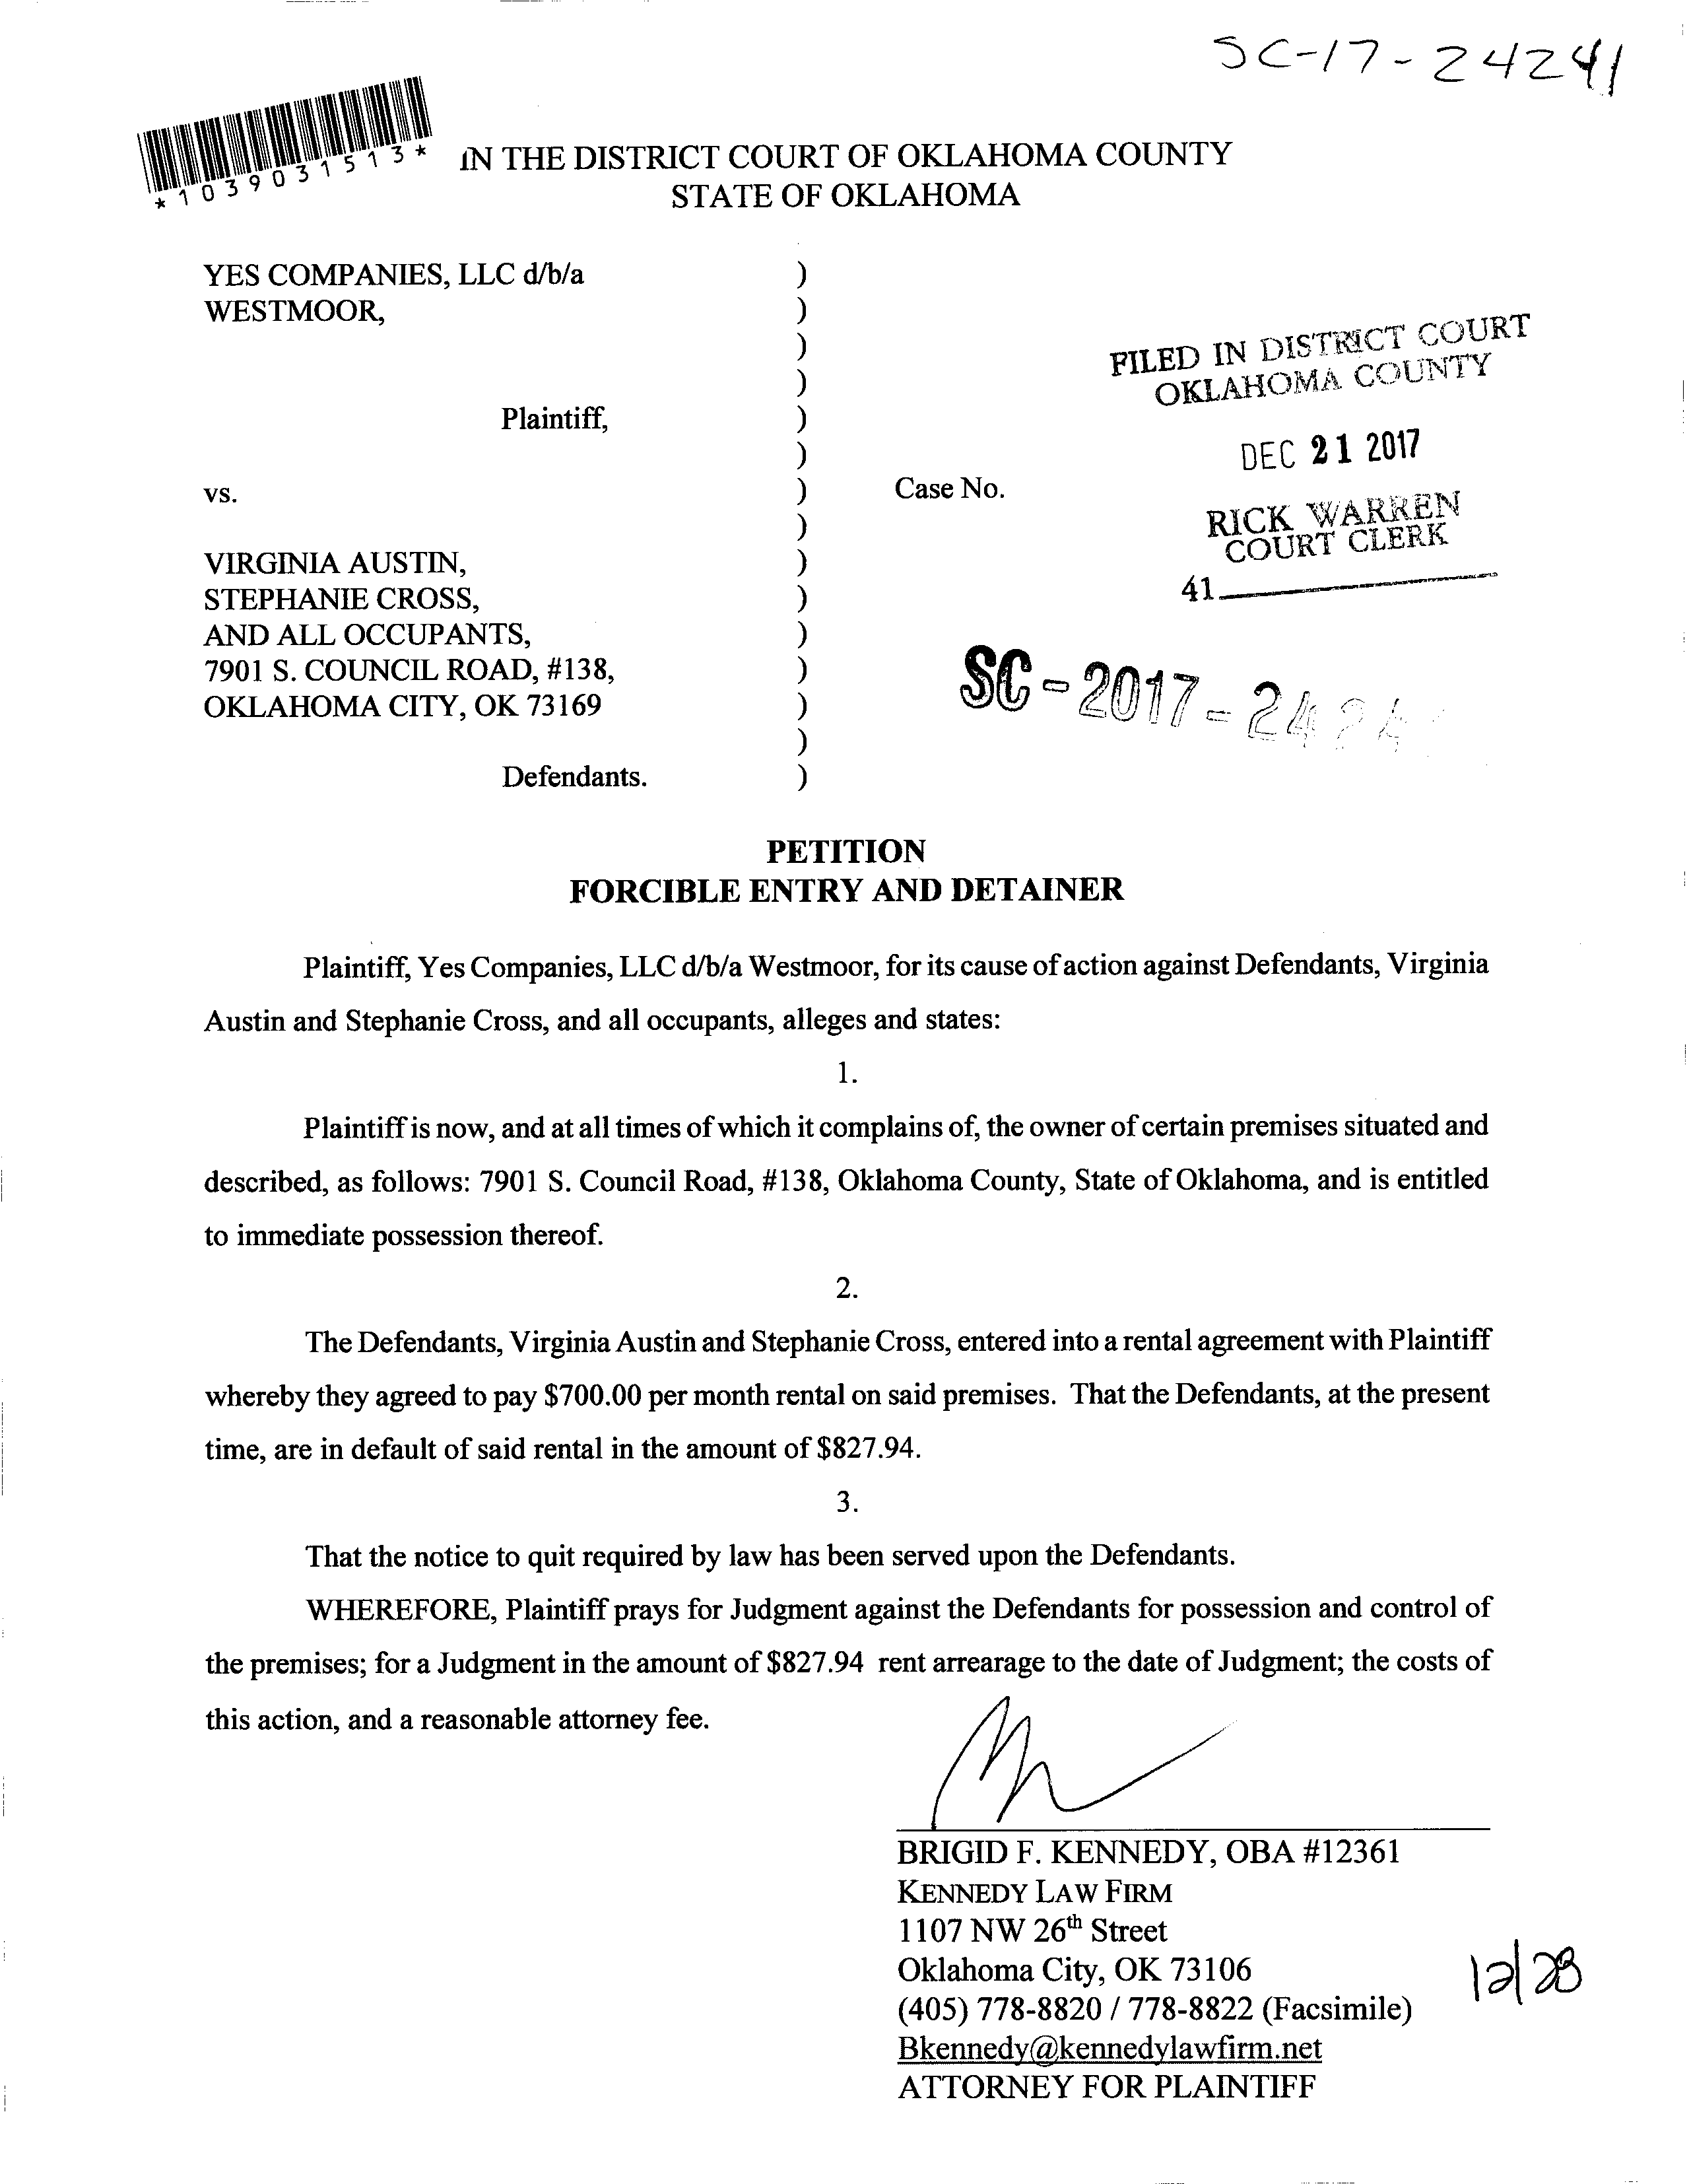 SC-17-24241
*1039031513*
IN THE DISTRICT COURT OF OKLAHOMA COUNTY
STATE OF OKLAHOMA
YES COMPANIES, LLC d/b/a )
WESTMOOR, )
)
)
Plaintiff, )
)
vs. ) Case No.
)
VIRGINIA AUSTIN, )
STEPHANIE CROSS, )
AND ALL OCCUPANTS, )
7901 S. COUNCIL ROAD, #138, )
OKLAHOMA CITY, OK 73169 )
)
Defendants. )
FILED IN DISTRICT COURT
OKLAHOMA COUNTY
DEC 21 2017
RICK WARREN
COURT CLERK
41
SC-2017-2424
PETITION
FORCIBLE ENTRY AND DETAINER
Plaintiff, Yes Companies, LLC d/b/a Westmoor, for its cause of action against Defendants, Virginia
Austin and Stephanie Cross, and all occupants, alleges and states:
1.
Plaintiff is now, and at all times of which it complains of, the owner of certain premises situated and
described, as follows: 7901 S. Council Road, #138, Oklahoma County, State of Oklahoma, and is entitled
to immediate possession thereof.
2.
The Defendants, Virginia Austin and Stephanie Cross, entered into a rental agreement with Plaintiff
whereby they agreed to pay $700.00 per month rental on said premises. That the Defendants, at the present
time, are in default of said rental in the amount of $827.94.
3.
That the notice to quit required by law has been served upon the Defendants.
WHEREFORE, Plaintiff prays for Judgment against the Defendants for possession and control of
the premises; for a Judgment in the amount of $827.94 rent arrearage to the date of Judgment; the costs of
this action, and a reasonable attorney fee.
BRIGID F. KENNEDY, OBA #12361
KENNEDY LAW FIRM
1107 NW 26th Street
Oklahoma City, OK 73106
(405) 778-8820 / 778-8822 (Facsimile)
Bkennedy@kennedylawfirm.net
ATTORNEY FOR PLAINTIFF
12/28